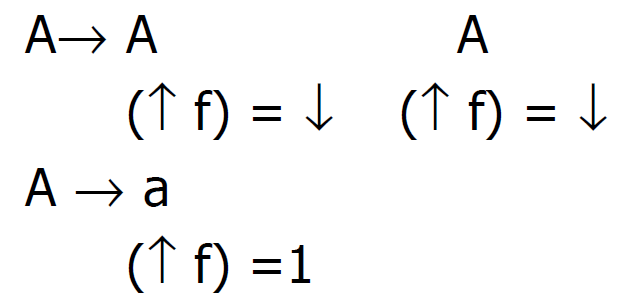 A→ A A
(↑ f) = ↓ (↑ f) = ↓
A → a
(↑ f) =1